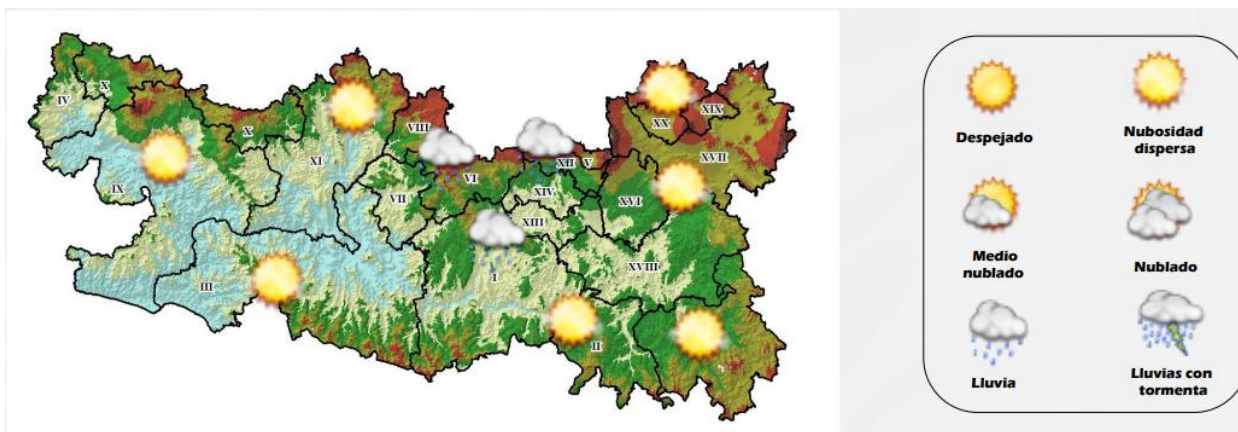 IV
X
X
VIII
XI
IX
VII
VI
XII
V
XX
XIX
XVII
XIV
XVI
XIII
III
I
XVIII
II
Despejado
Nubosidad
dispersa
Medio
nublado
Nublado
Lluvia
Lluvias con
tormenta